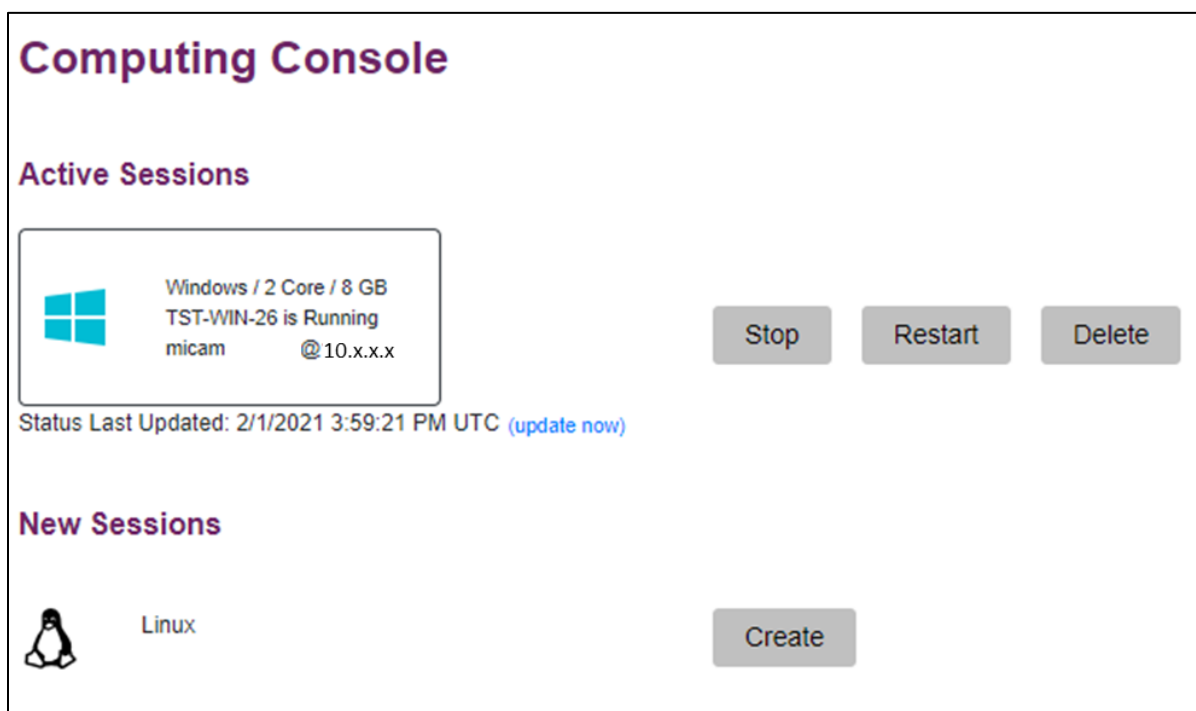 Computing Console
Active Sessions
Windows / 2 Core / 8 GB
TST-WIN-26 is Running
micam @10.x.x.x
Stop Restart Delete
Status Last Updated: 2/1/2021 3:59:21 PM UTC (update now)
New Sessions
Linux
Create